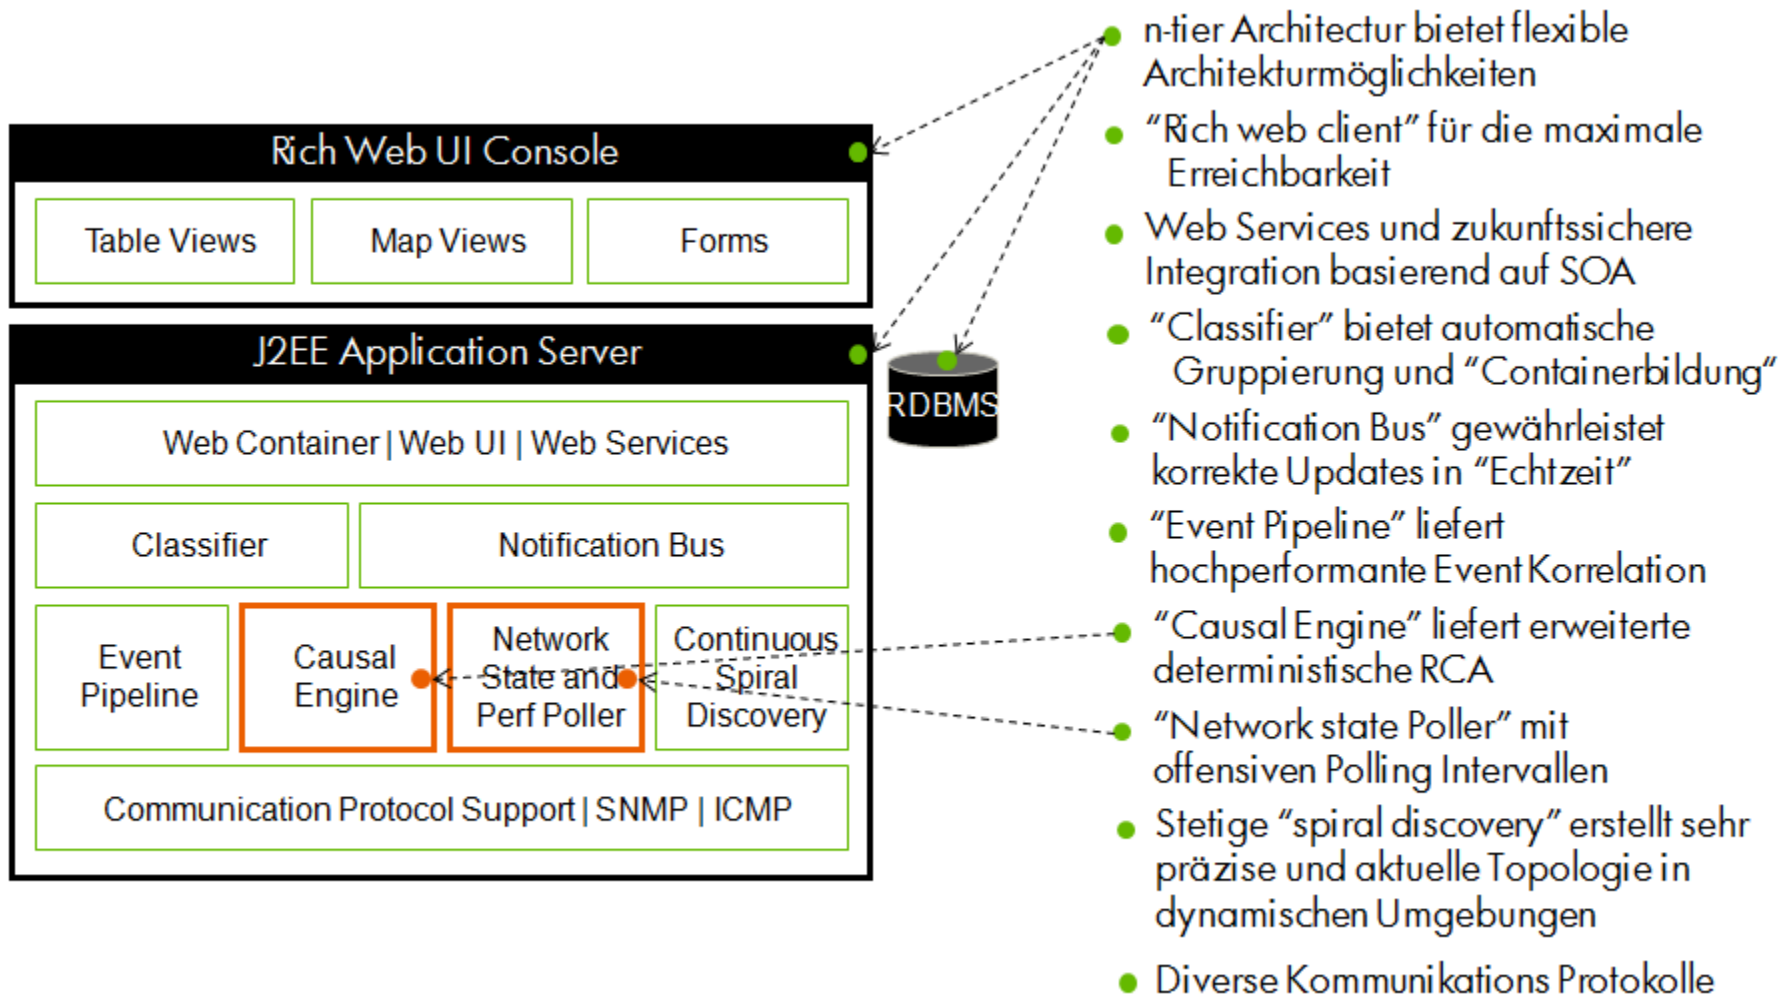 Rich Web UI Console
Table Views
Map Views
Forms
J2EE Application Server
Web Container | Web UI | Web Services
Classifier
Notification Bus
Event
Pipeline
Causal
Engine
Network
State and
Perf Poller
Continuous
Spiral
Discovery
Communication Protocol Support | SNMP | ICMP
RDBMS
n-tier Architectur bietet flexible
Architekturmöglichkeiten
“Rich web client” für die maximale
Erreichbarkeit
Web Services und zukunftssichere
Integration basierend auf SOA
“Classifier” bietet automatische
Gruppierung und “Containerbildung“
“Notification Bus” gewährleistet
korrekte Updates in “Echtzeit”
“Event Pipeline” liefert
hochperformante Event Korrelation
“Causal Engine” liefert erweiterte
deterministische RCA
“Network state Poller” mit
offensiven Polling Intervallen
Stetige “spiral discovery” erstellt sehr
präzise und aktuelle Topologie in
dynamischen Umgebungen
Diverse Kommunikations Protokolle